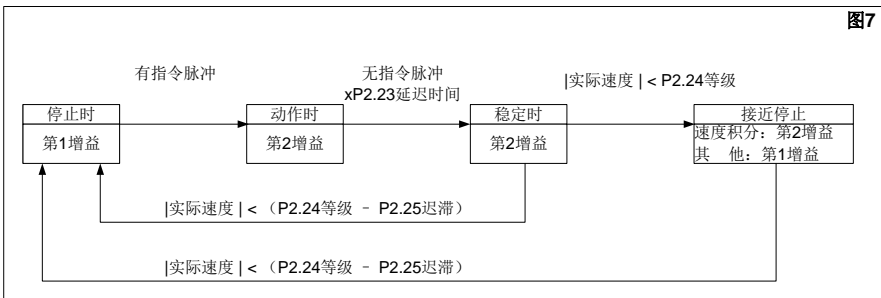 图7
有指令脉冲
无指令脉冲
xP2.23延迟时间
|实际速度 | < P2.24等级
停止时
第1增益
动作时
第2增益
稳定时
第2增益
接近停止
速度积分：第2增益
其 他：第1增益
|实际速度 | < （P2.24等级 - P2.25迟滞）
|实际速度 | < （P2.24等级 - P2.25迟滞）